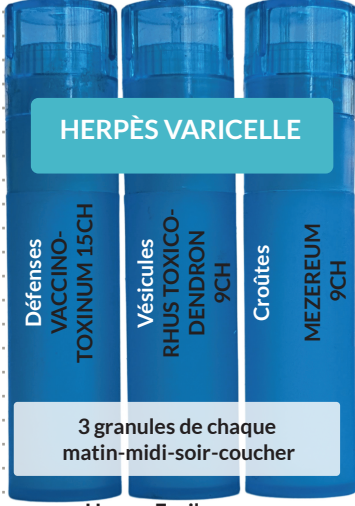 HERPÈS VARICELLE
Défenses
VACCINO-
TOXINUM 15CH
Vésicules
RHUS TOXICO-
DENDRON
9CH
Croûtes
MEZEREUM
9CH
3 granules de chaque
matin-midi-soir-coucher